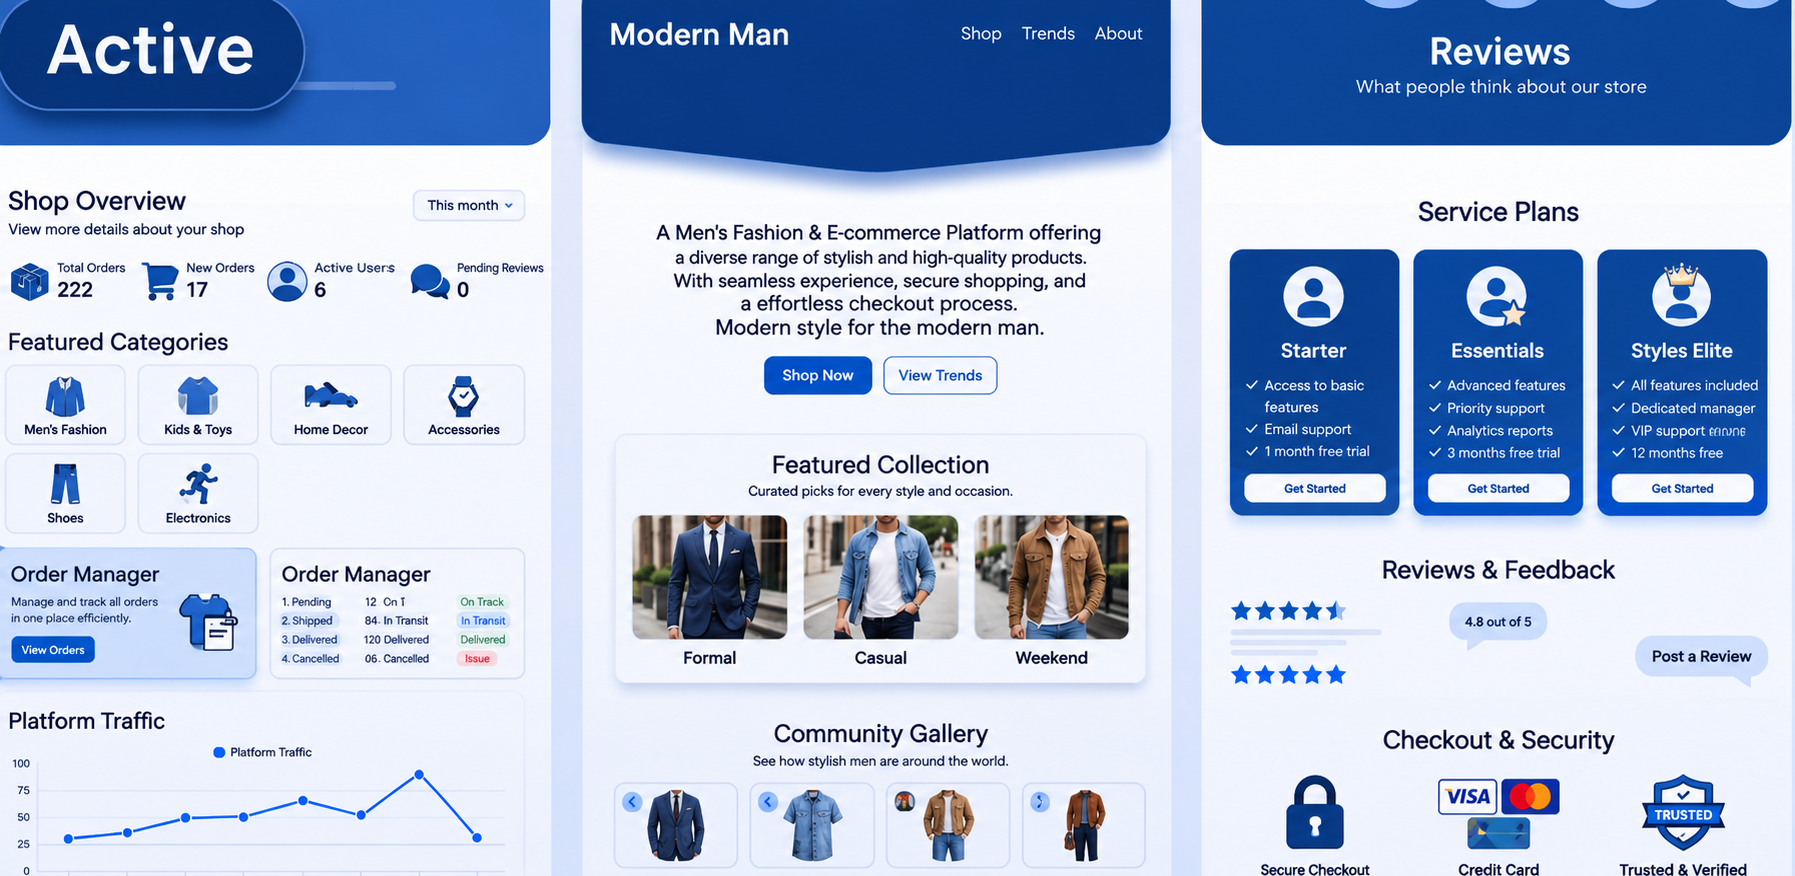 Active
Shop Overview
View more details about your shop
This month
Total Orders
222
New Orders
17
Active Users
6
Pending Reviews
0
Featured Categories
Men's Fashion
Kids & Toys
Home Decor
Accessories
Shoes
Electronics
Order Manager
Manage and track all orders
in one place efficiently.
View Orders
Order Manager
1. Pending 12 On On Track
2. Shipped 84. In Transit In Transit
3. Delivered 120 Delivered Delivered
4. Cancelled 06. Cancelled Issue
Platform Traffic
Platform Traffic
100
75
50
25
0
Modern Man
Shop Trends About
A Men's Fashion & E-commerce Platform offering
a diverse range of stylish and high-quality products.
With seamless experience, secure shopping, and
a effortless checkout process.
Modern style for the modern man.
Shop Now
View Trends
Featured Collection
Curated picks for every style and occasion.
Formal
Casual
Weekend
Community Gallery
See how stylish men are around the world.
Reviews
What people think about our store
Service Plans
Starter
Access to basic
features
Email support
1 month free trial
Get Started
Essentials
Advanced features
Priority support
Analytics reports
3 months free trial
Get Started
Styles Elite
All features included
Dedicated manager
VIP support
12 months free
Get Started
Reviews & Feedback
4.8 out of 5
Post a Review
Checkout & Security
VISA
TRUSTED
Secure Checkout
Credit Card
Trusted & Verified